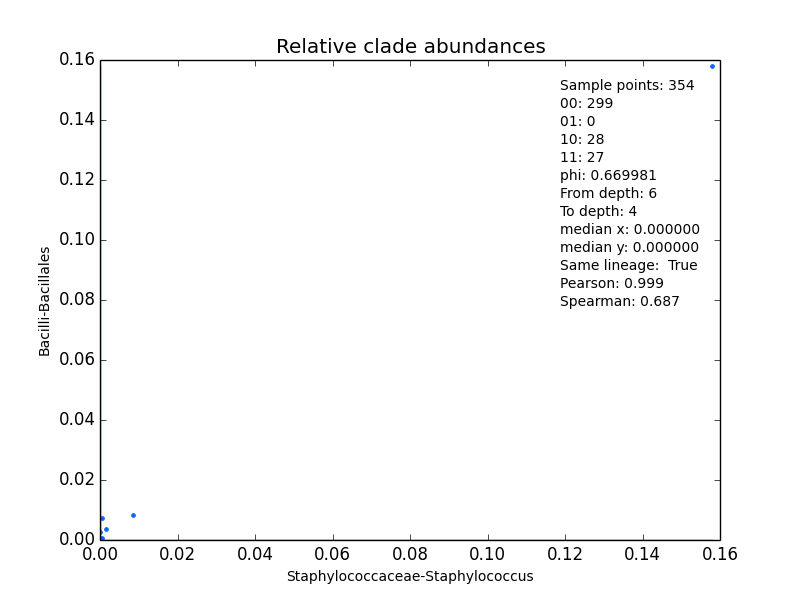 Relative clade abundances
0.16
0.14
0.12
0.10
0.08
0.06
0.04
0.02
0.00
Bacilli-Bacillales
Sample points: 354
00: 299
01: 0
10: 28
11: 27
phi: 0.669981
From depth: 6
To depth: 4
median x: 0.000000
median y: 0.000000
Same lineage:  True
Pearson: 0.999
Spearman: 0.687
0.00 0.02 0.04 0.06 0.08 0.10 0.12 0.14 0.16
Staphylococcaceae-Staphylococcus